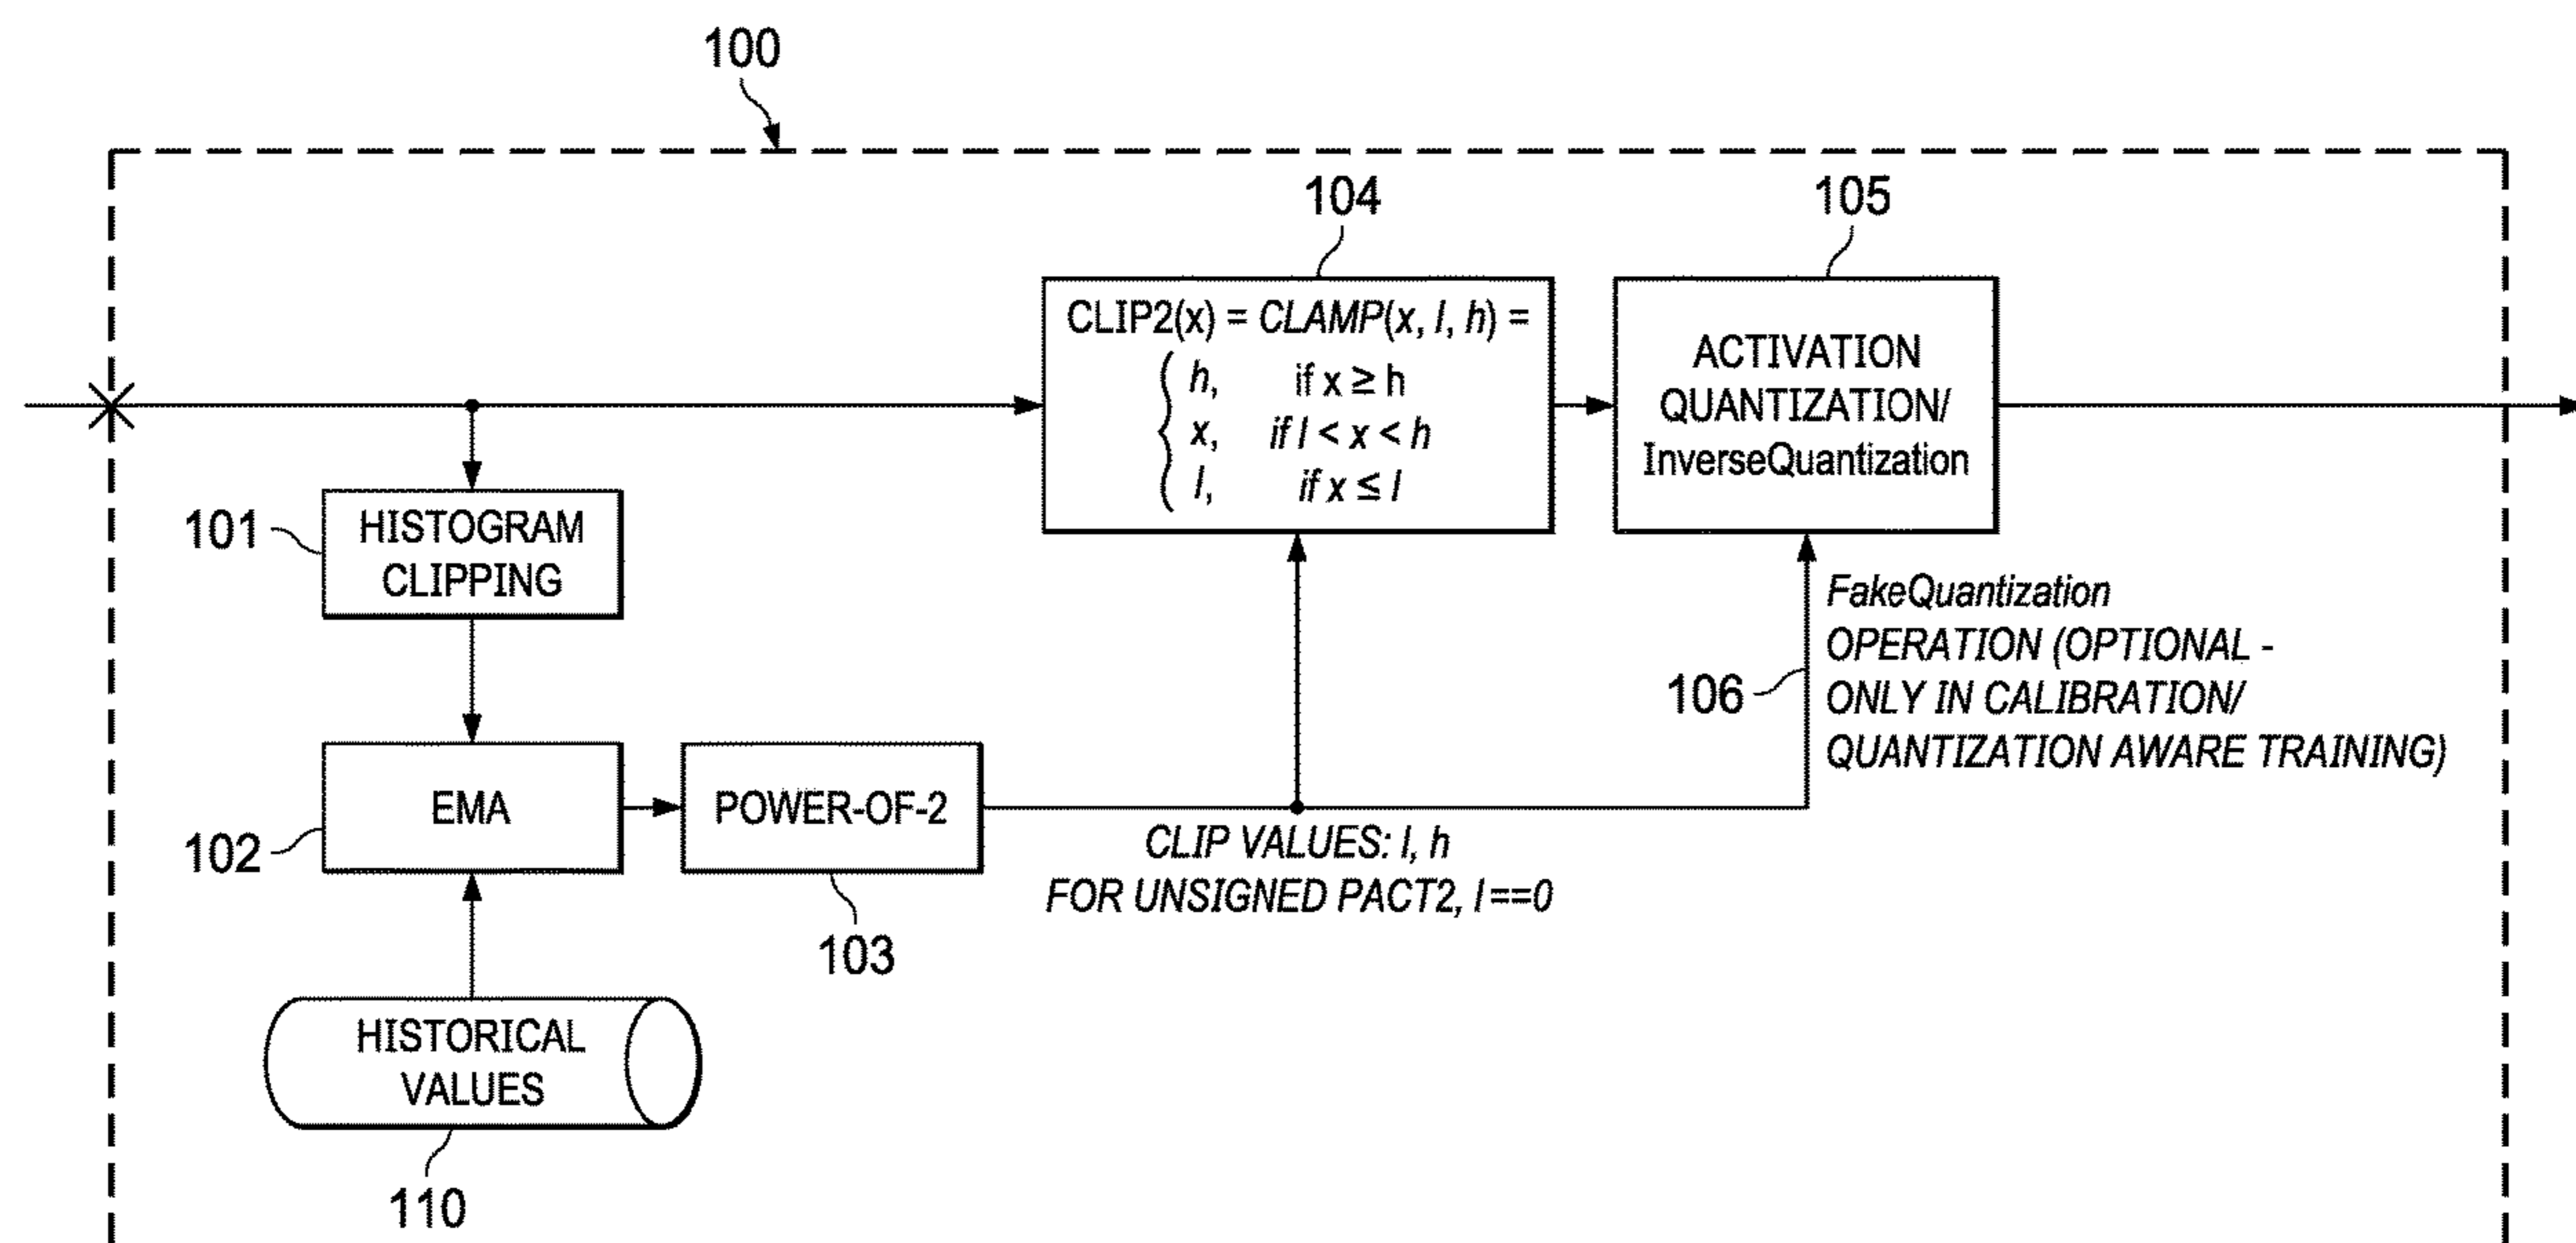 100
104
105
CLIP2(x) = CLAMP(x, l, h) =
h, if x ≥ h
x, if l < x < h
l, if x ≤ l
ACTIVATION
QUANTIZATION/
InverseQuantization
101
HISTOGRAM
CLIPPING
106
FakeQuantization
OPERATION (OPTIONAL -
ONLY IN CALIBRATION/
QUANTIZATION AWARE TRAINING)
102
EMA
POWER-OF-2
103
CLIP VALUES: l, h
FOR UNSIGNED PACT2, l==0
HISTORICAL
VALUES
110